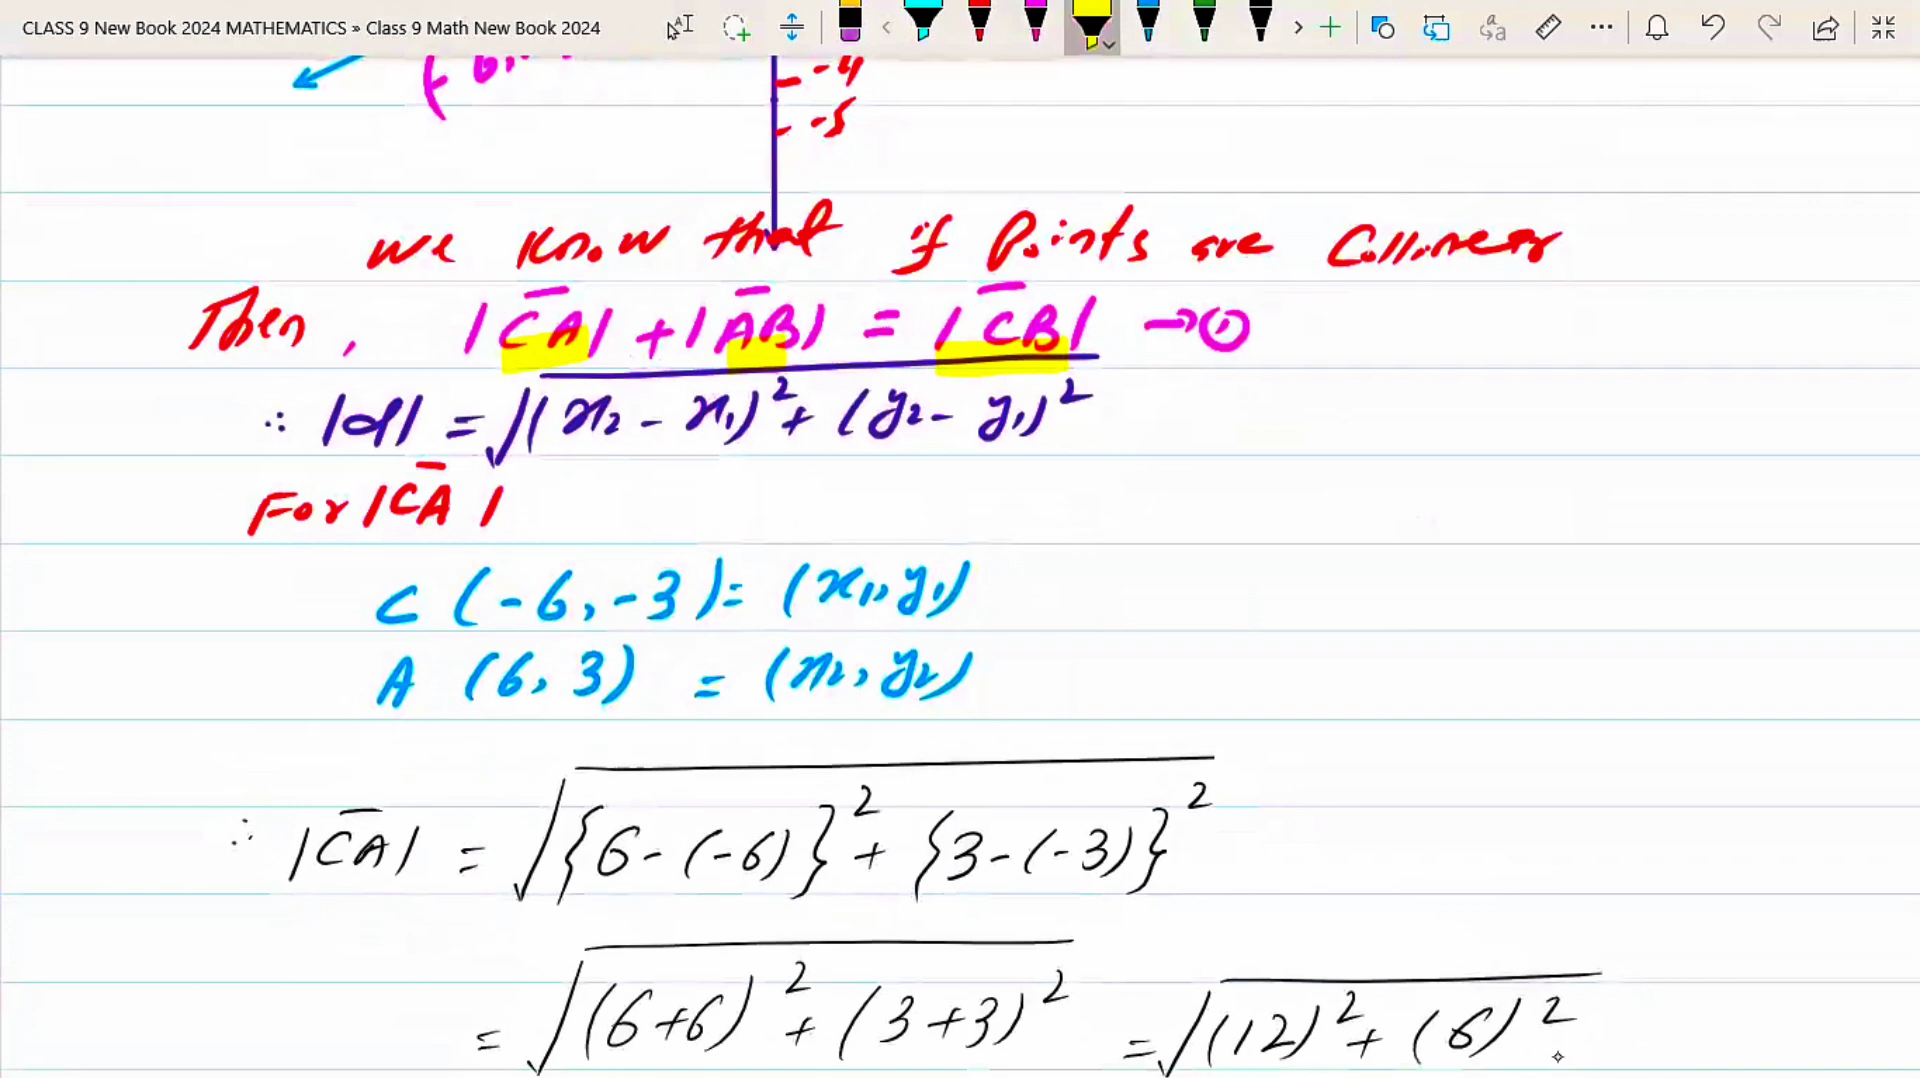 CLASS 9 New Book 2024 MATHEMATICS » Class 9 Math New Book 2024
-4
-5
We know that if Points are Collinear
Then, |CA̅| + |AB̅| = |CB̅| → ①
∴ |d| = √(x₂ - x₁)² + (y₂ - y₁)²
For |CA̅|
C (-6, -3) = (x₁, y₁)
A (6, 3) = (x₂, y₂)
∴ |CA̅| = √{6-(-6)}² + {3-(-3)}²
= √(6+6)² + (3+3)² = √(12)² + (6)²